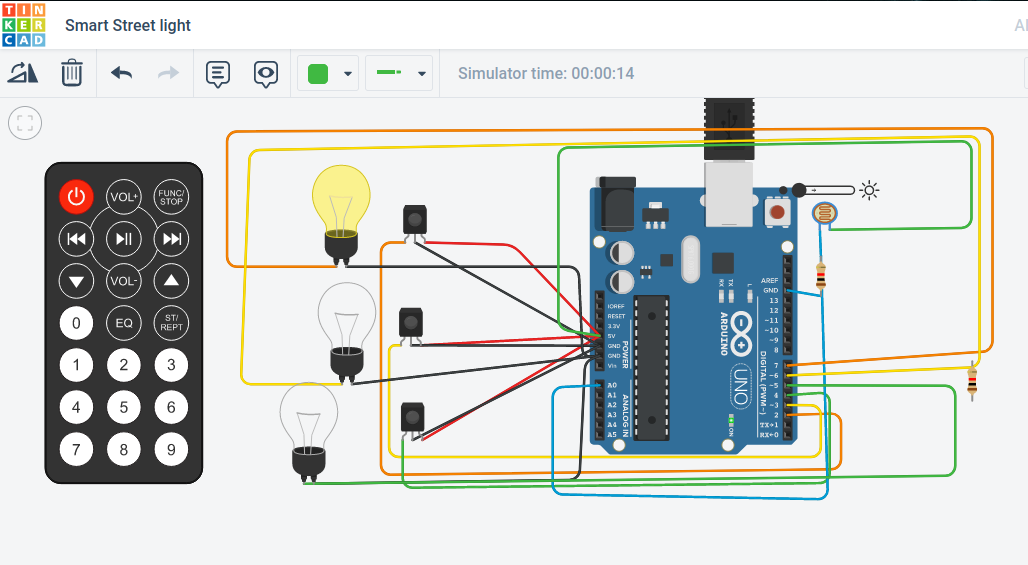 TIN
KER
CAD
Smart Street light
Al
Simulator time: 00:00:14
VOL+
FUNC/
STOP
VOL-
0
EQ
ST/
REPT
1
2
3
4
5
6
7
8
9
IOREF
RESET
3.3V
5V
GND
GND
Vin
POWER
A0
A1
A2
A3
A4
A5
ANALOG IN
RX
TX
L
ARDUINO
UNO
ON
AREF
GND
13
12
~11
~10
~9
8
7
~6
~5
4
~3
2
TX→1
RX←0
DIGITAL (PWM~)